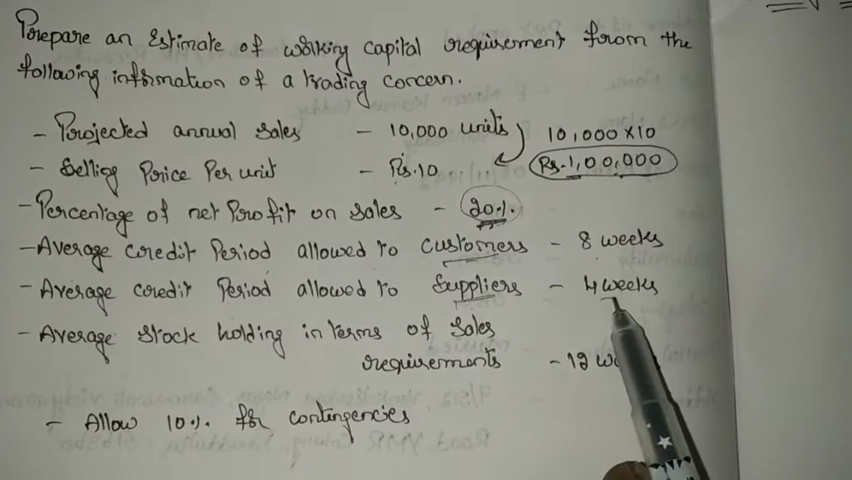 Prepare an Estimate of working capital requirement from the
following information of a trading concern.
- Projected annual sales - 10,000 units 10,000 x 10
- Selling Price Per unit - Rs.10 Rs. 1,00,000
- Percentage of net Profit on sales - 20%.
- Average credit Period allowed to customers - 8 weeks
- Average credit Period allowed to Suppliers - 4 weeks
- Average stock holding in terms of sales
requirements - 12
- Allow 10%. for contingencies